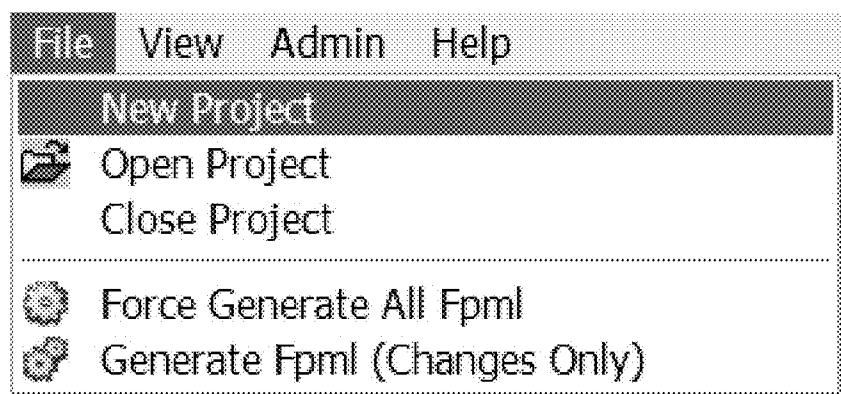 File View Admin Help
New Project
Open Project
Close Project
Force Generate All Fpml
Generate Fpml (Changes Only)